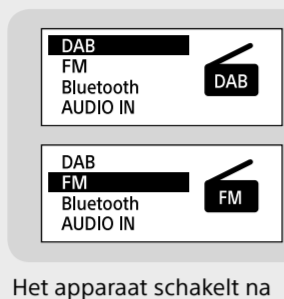 DAB
FM
Bluetooth
AUDIO IN
DAB
DAB
FM
Bluetooth
AUDIO IN
FM
Het apparaat schakelt na